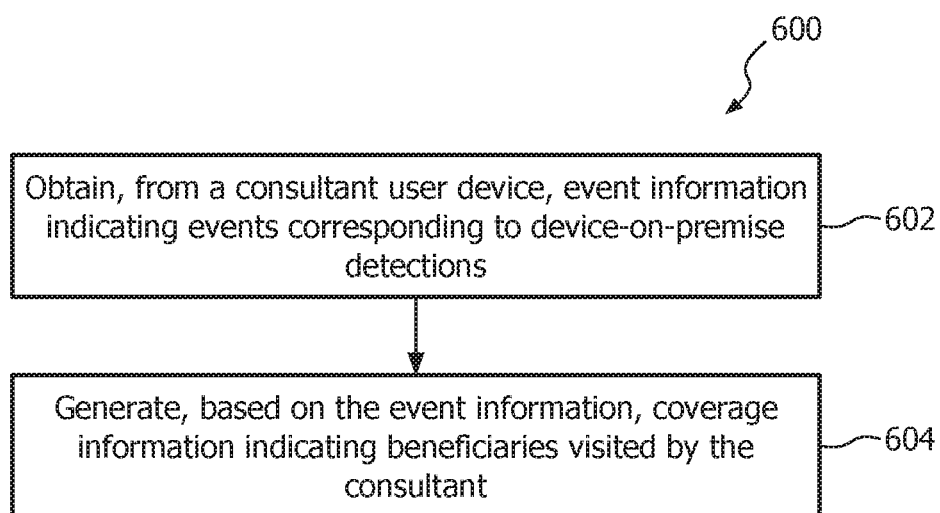 600
Obtain, from a consultant user device, event information
indicating events corresponding to device-on-premise
detections
602
Generate, based on the event information, coverage
information indicating beneficiaries visited by the
consultant
604